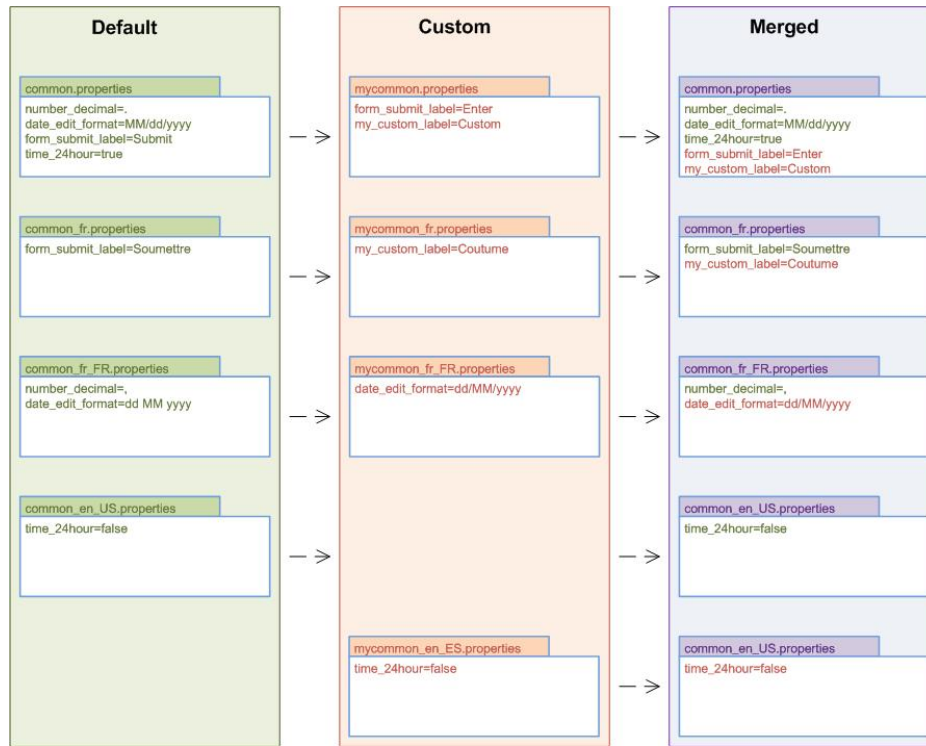 Default
Custom
Merged
common.properties
number_decimal=.
date_edit_format=MM/dd/yyyy
form_submit_label=Submit
time_24hour=true
mycommon.properties
form_submit_label=Enter
my_custom_label=Custom
common.properties
number_decimal=.
date_edit_format=MM/dd/yyyy
time_24hour=true
form_submit_label=Enter
my_custom_label=Custom
common_fr.properties
form_submit_label=Soumettre
mycommon_fr.properties
my_custom_label=Coutume
common_fr.properties
form_submit_label=Soumettre
my_custom_label=Coutume
common_fr_FR.properties
number_decimal=,
date_edit_format=dd MM yyyy
mycommon_fr_FR.properties
date_edit_format=dd/MM/yyyy
common_fr_FR.properties
number_decimal=,
date_edit_format=dd/MM/yyyy
common_en_US.properties
time_24hour=false
common_en_US.properties
time_24hour=false
mycommon_en_ES.properties
time_24hour=false
common_en_US.properties
time_24hour=false